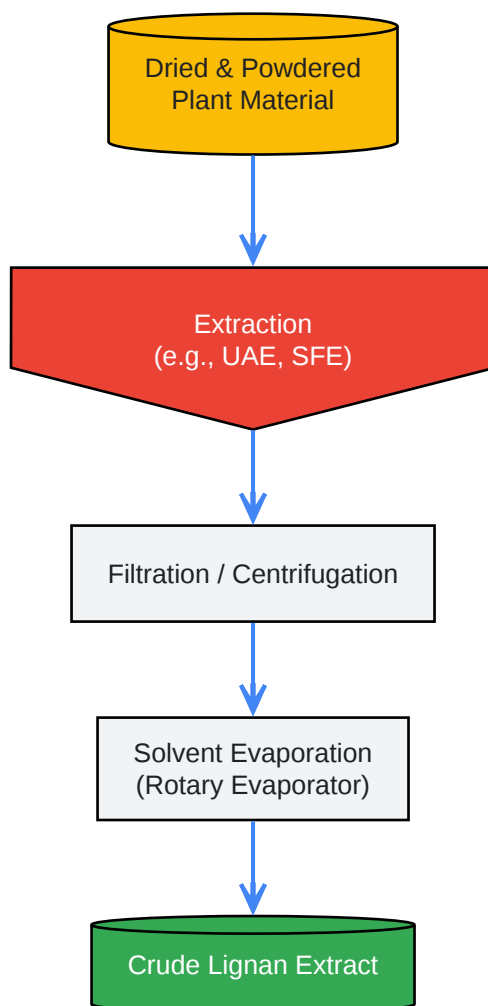 Dried & Powdered
Plant Material
Extraction
(e.g., UAE, SFE)
Filtration / Centrifugation
Solvent Evaporation
(Rotary Evaporator)
Crude Lignan Extract